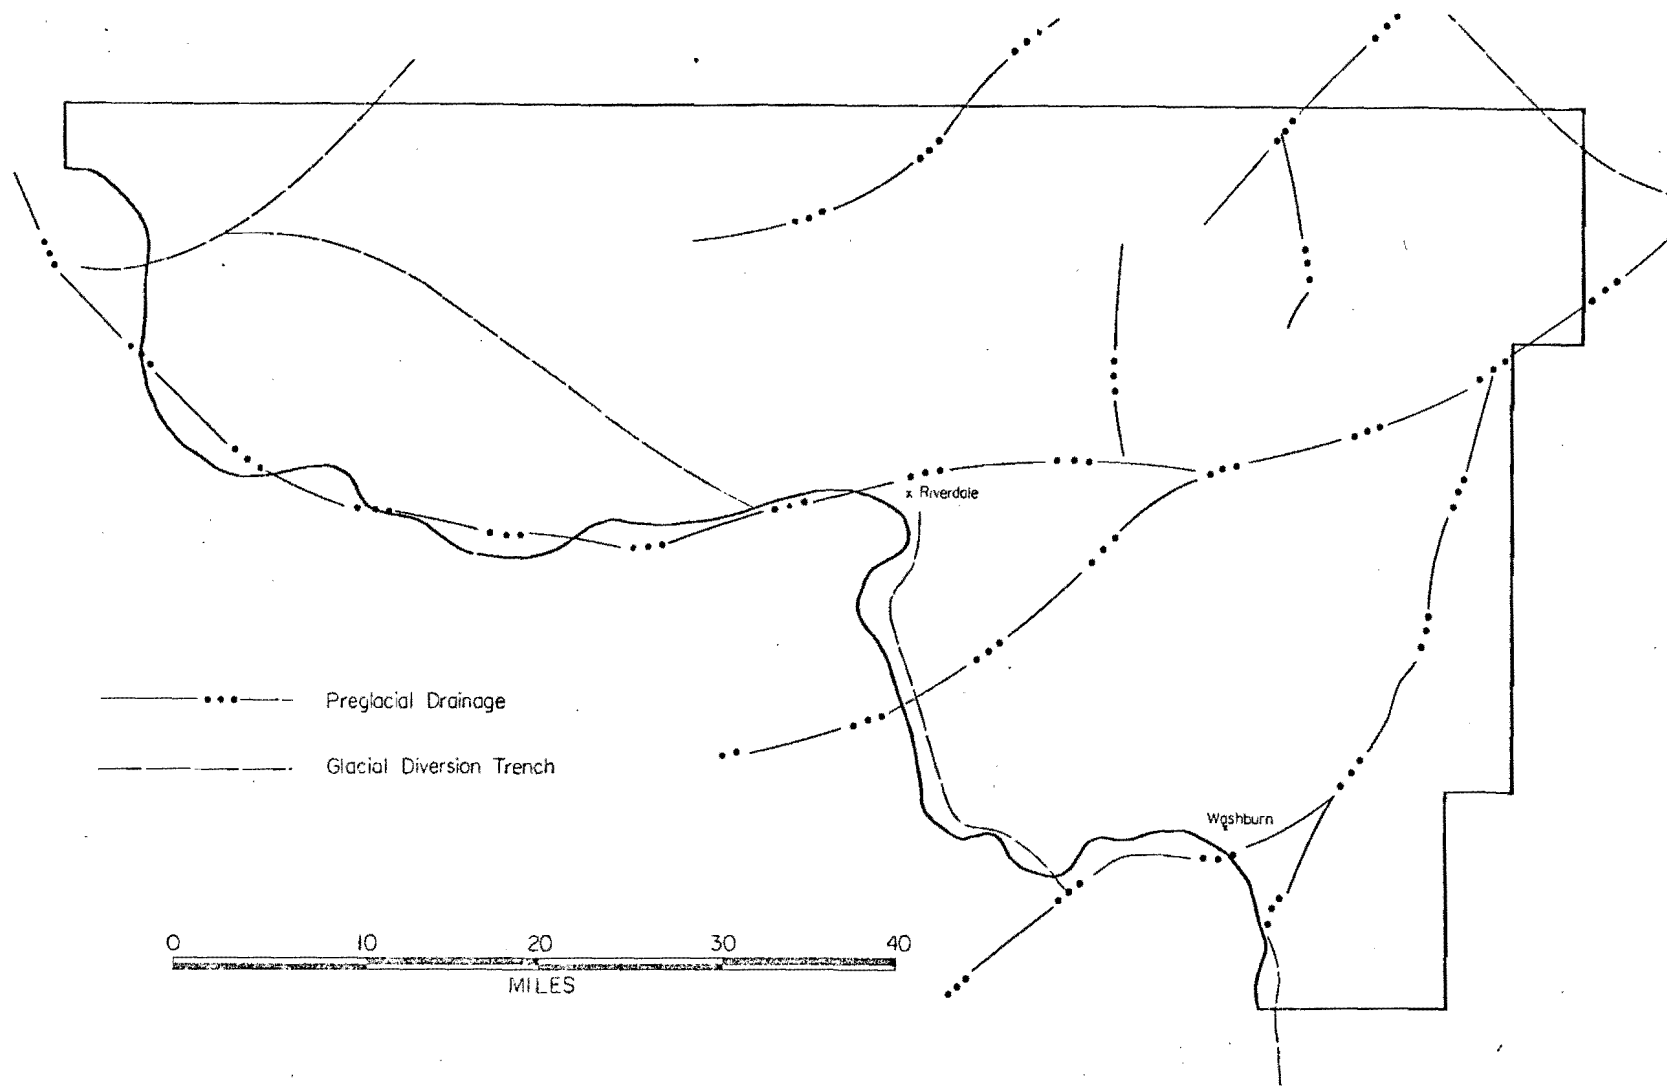 x Riverdale
Preglacial Drainage
Glacial Diversion Trench
Washburn
x
0 10 20 30 40
MILES